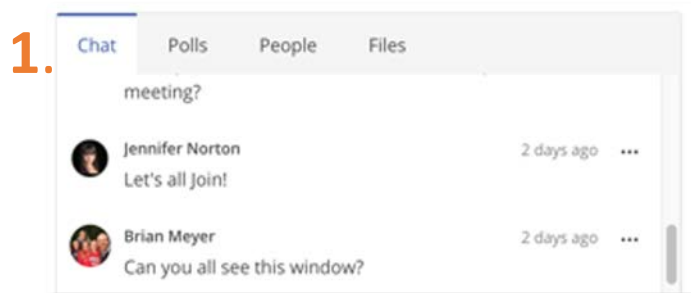 1.
Chat Polls People Files
meeting?
Jennifer Norton 2 days ago ...
Let's all Join!
Brian Meyer 2 days ago ...
Can you all see this window?